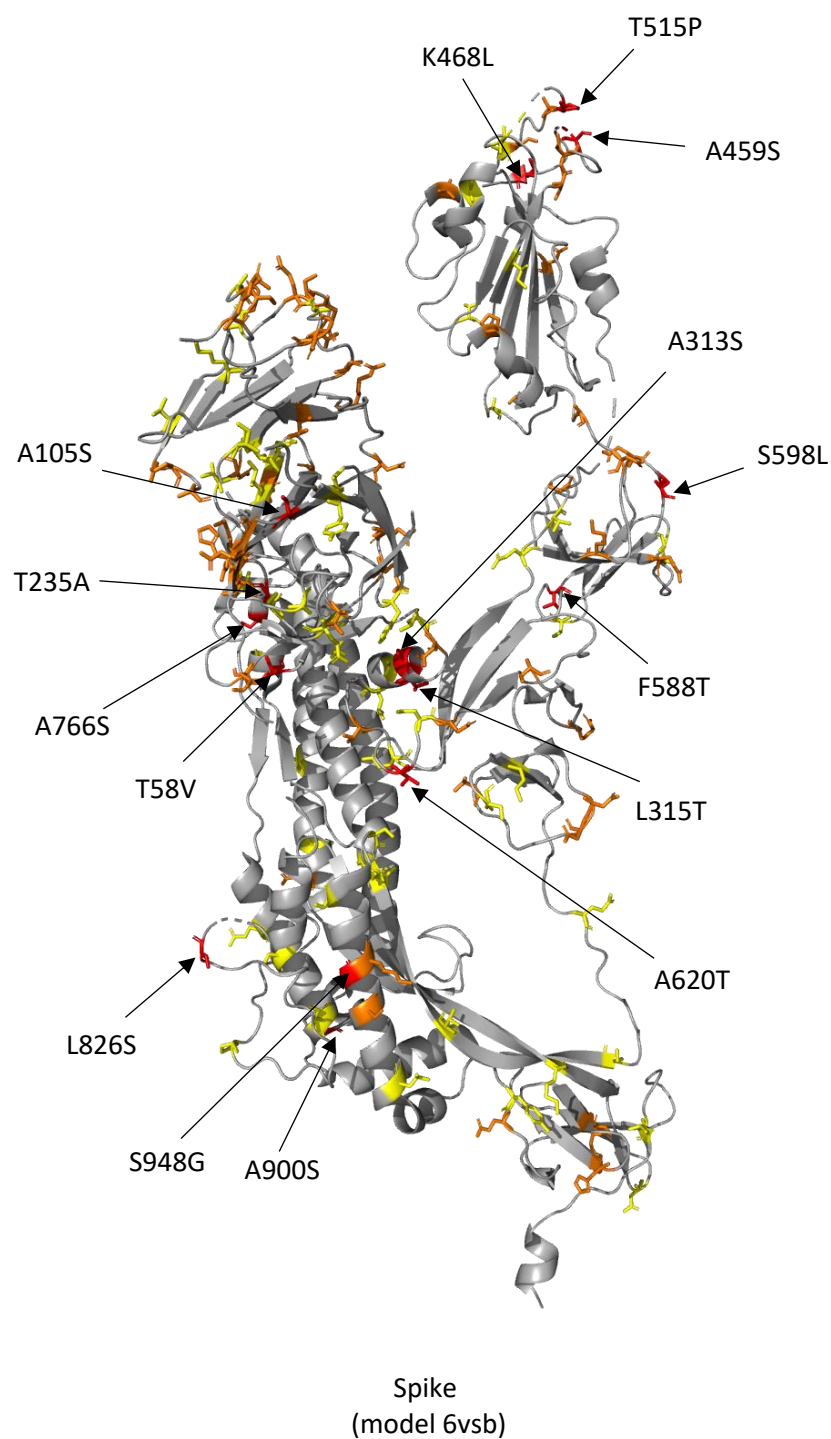 T515P
K468L
A459S
A313S
A105S
S598L
T235A
F588T
A766S
T58V
L315T
A620T
L826S
S948G
A900S
Spike
(model 6vsb)